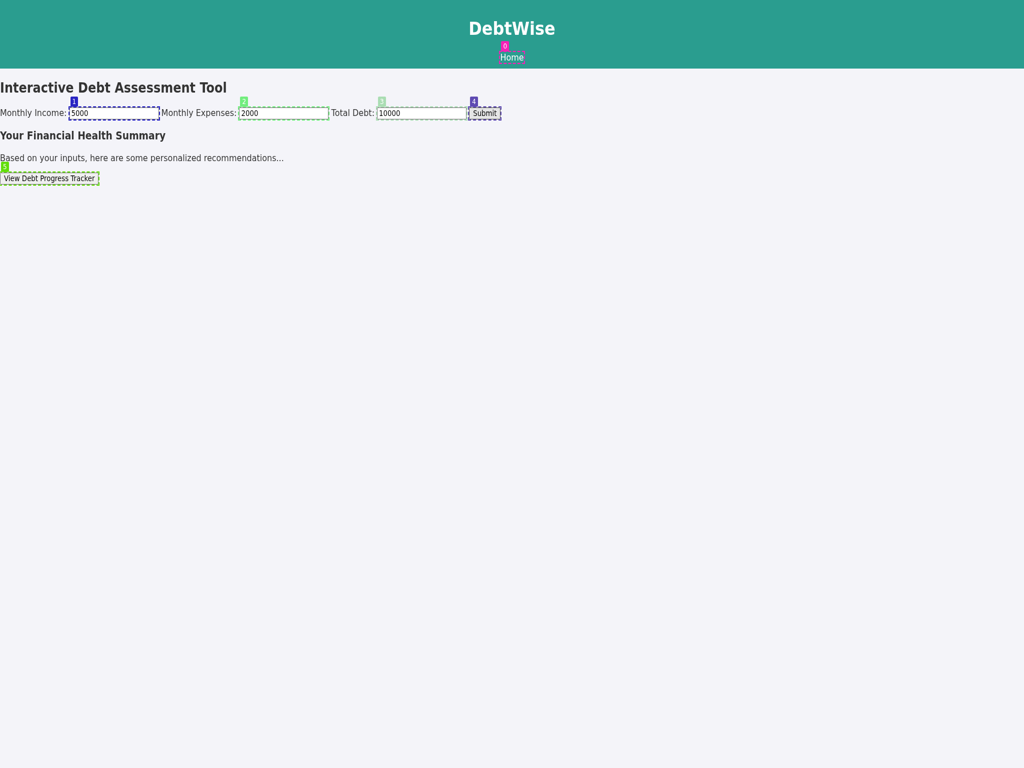 DebtWise
0
Home
Interactive Debt Assessment Tool
1 2 3 4
Monthly Income: 5000 Monthly Expenses: 2000 Total Debt: 10000 Submit
Your Financial Health Summary
Based on your inputs, here are some personalized recommendations...
5
View Debt Progress Tracker